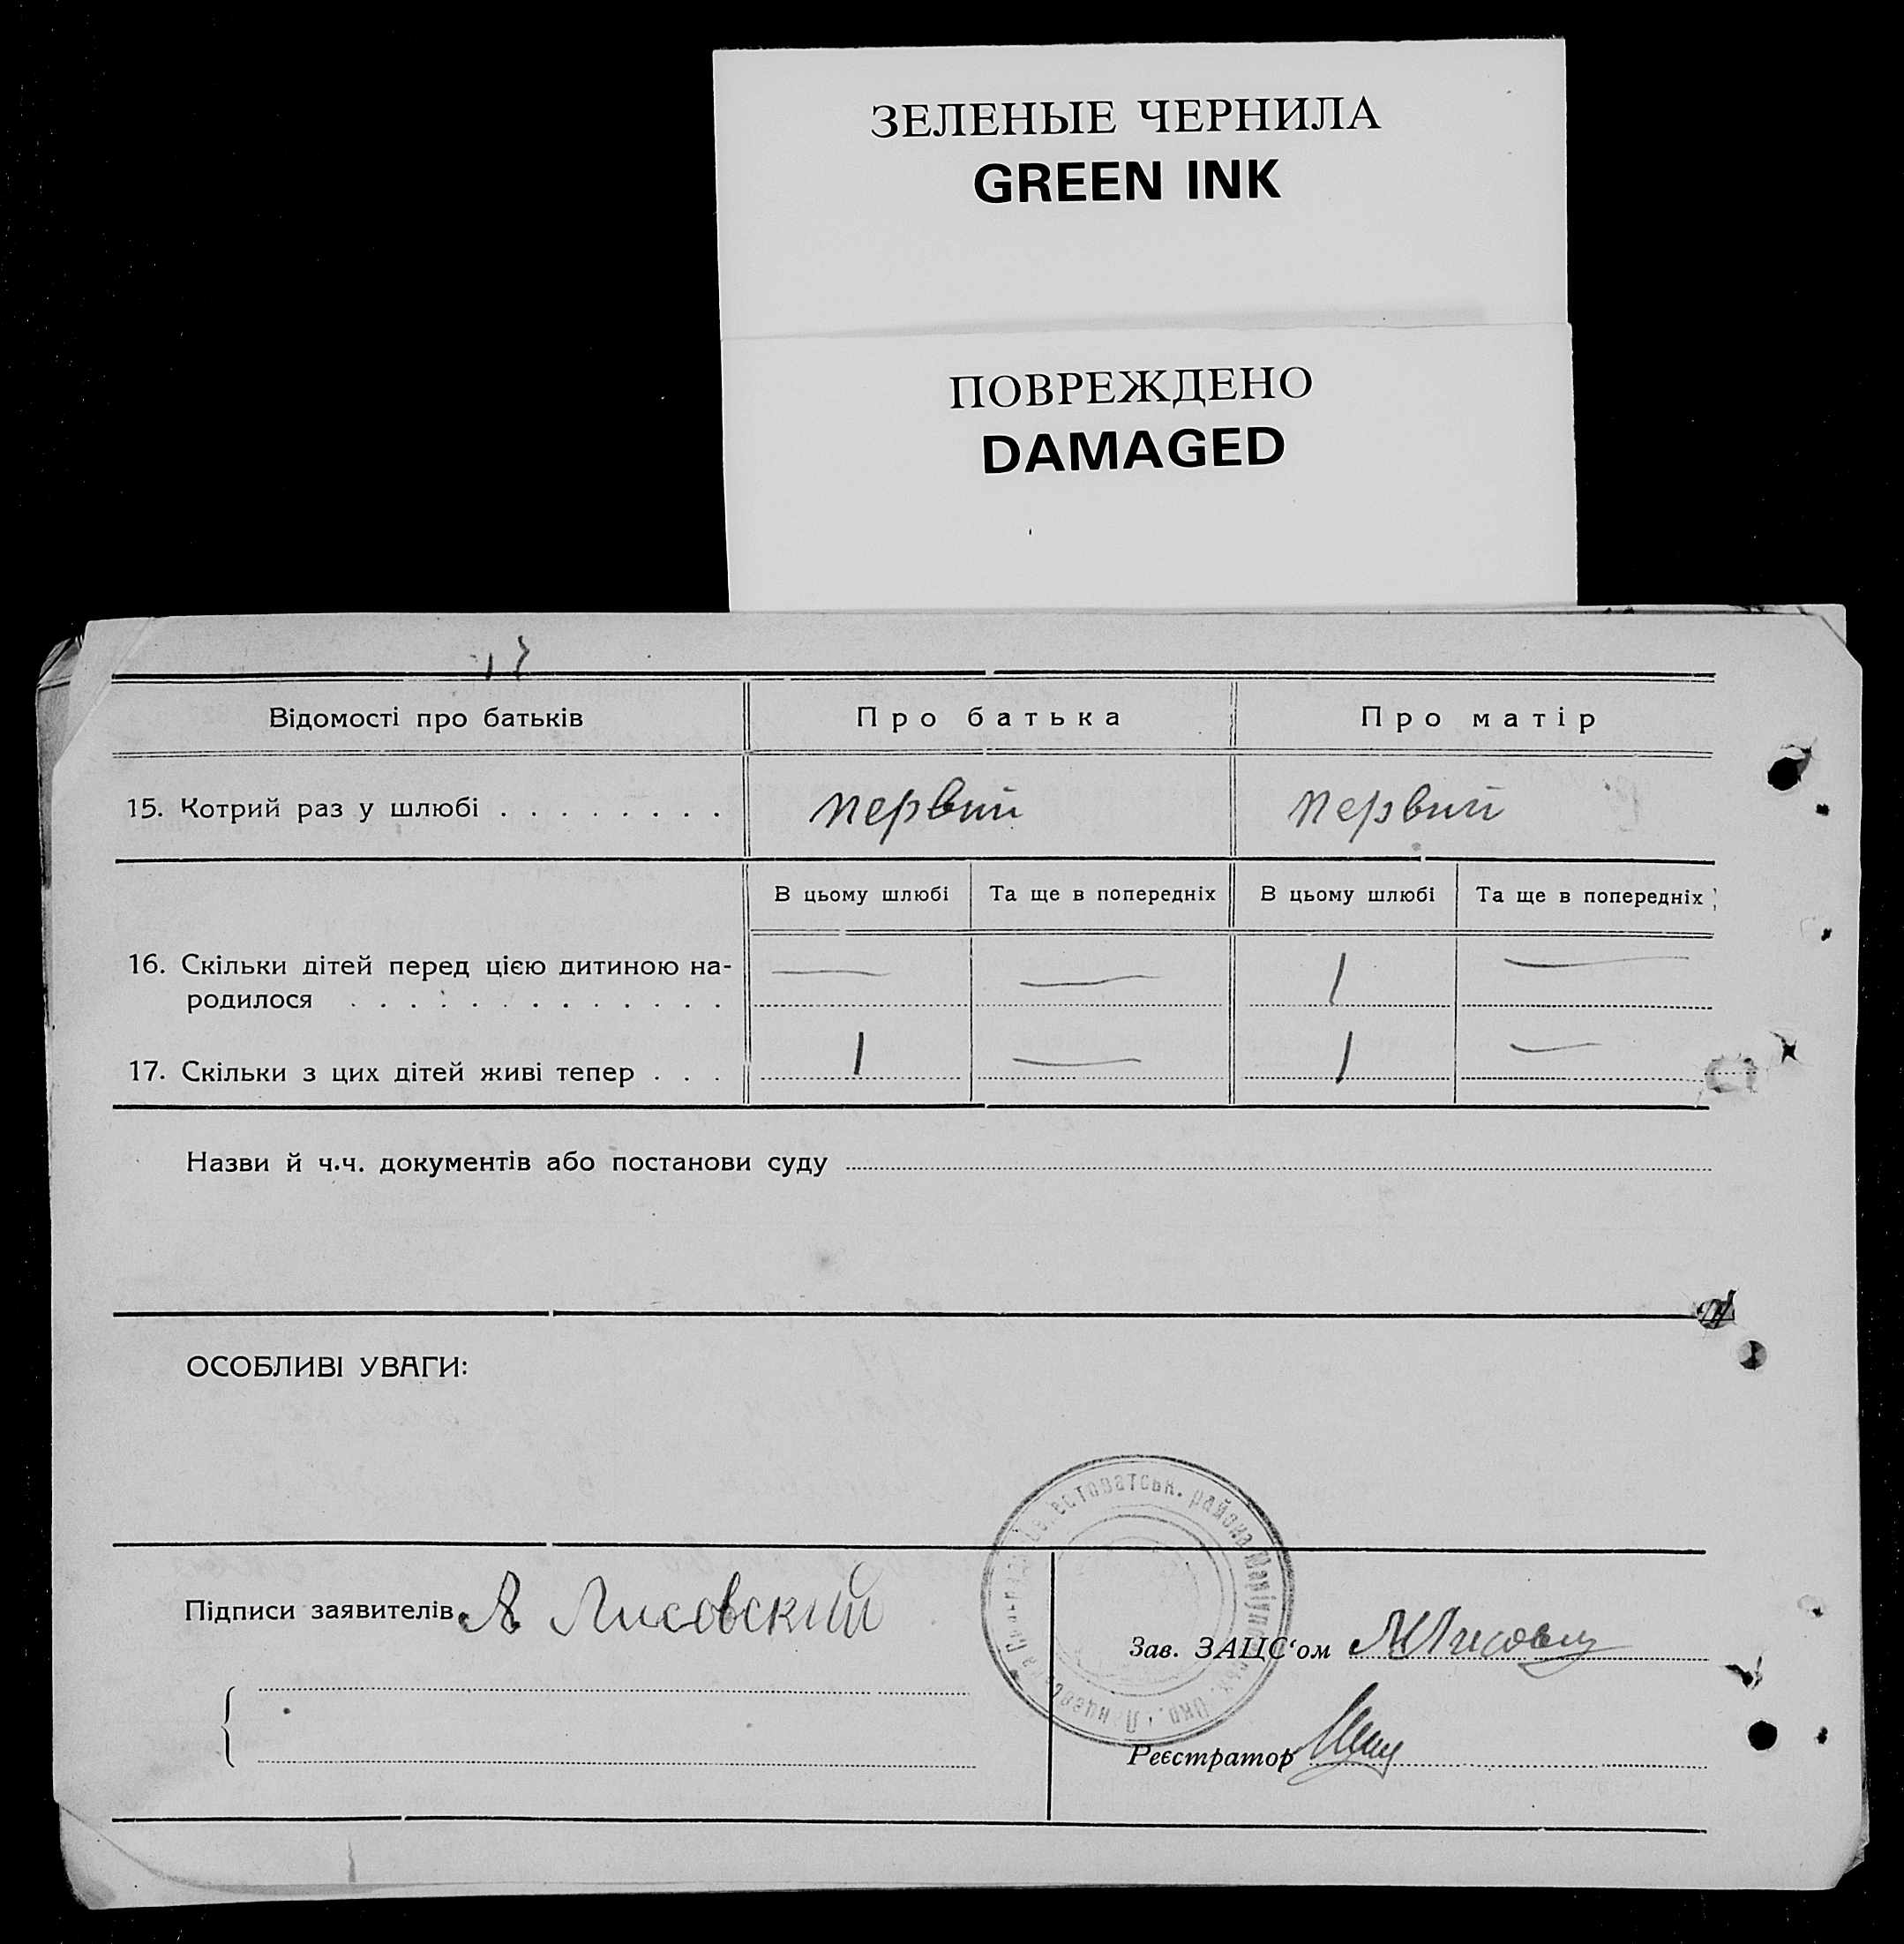 ЗЕЛЕНЫЕ ЧЕРНИЛА
GREEN INK
ПОВРЕЖДЕНО
DAMAGED
Відомості про батьків Про батька Про матір
15. Котрий раз у шлюбі . . . . . . . . первий первий
В цьому шлюбі Та ще в попередніх В цьому шлюбі Та ще в попередніх
16. Скільки дітей перед цією дитиною на- — — 1 —
родилося . . . . . . . . . . . . .
17. Скільки з цих дітей живі тепер . . . 1 — 1 —
Назви й ч.ч. документів або постанови суду
ОСОБЛИВІ УВАГИ:
района
Підписи заявителів А Лисовский
Зав. ЗАЦС‘ом
Реєстратор